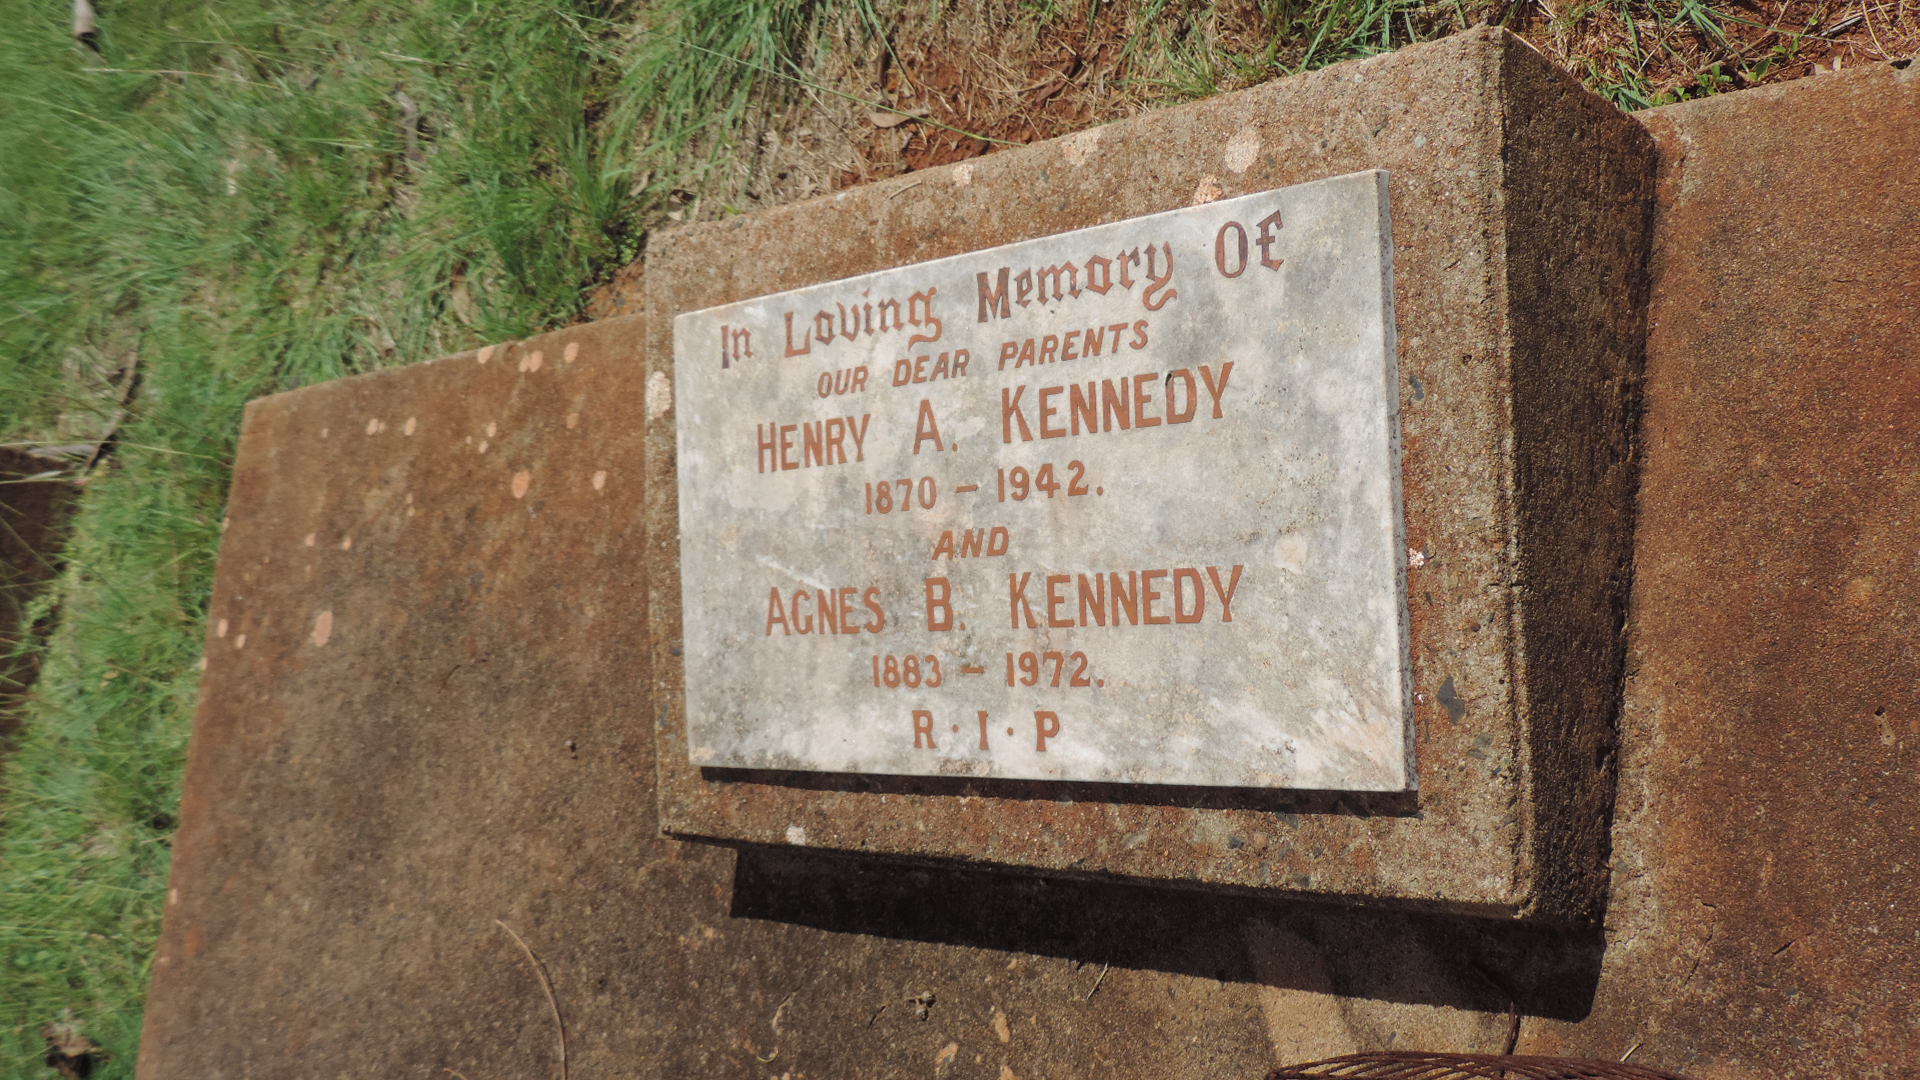 In Loving Memory Of
OUR DEAR PARENTS
HENRY A. KENNEDY
1870 – 1942.
AND
AGNES B. KENNEDY
1883 – 1972.
R·I·P